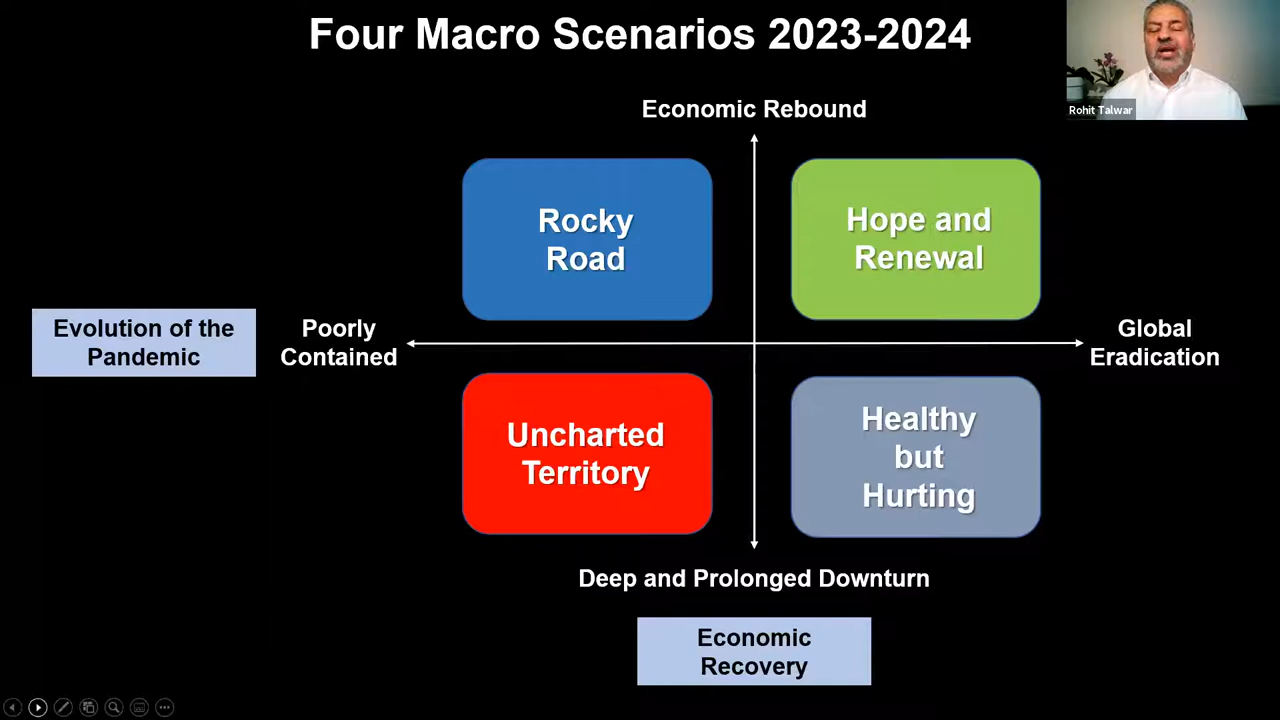 Four Macro Scenarios 2023-2024
Rohit Talwar
Economic Rebound
Rocky
Road
Hope and
Renewal
Evolution of the
Pandemic
Poorly
Contained
Global
Eradication
Uncharted
Territory
Healthy
but
Hurting
Deep and Prolonged Downturn
Economic
Recovery